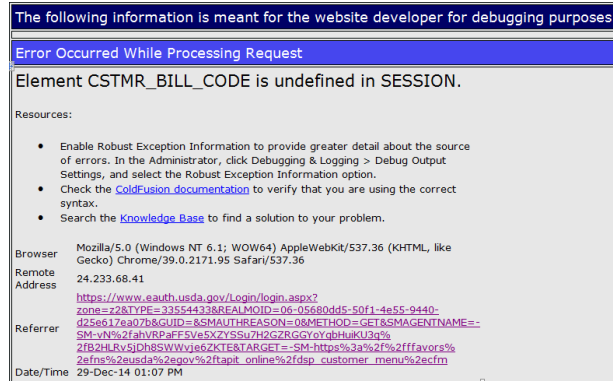 The following information is meant for the website developer for debugging purposes
Error Occurred While Processing Request
Element CSTMR_BILL_CODE is undefined in SESSION.
Resources:
• Enable Robust Exception Information to provide greater detail about the source
of errors. In the Administrator, click Debugging & Logging > Debug Output
Settings, and select the Robust Exception Information option.
• Check the ColdFusion documentation to verify that you are using the correct
syntax.
• Search the Knowledge Base to find a solution to your problem.
Browser Mozilla/5.0 (Windows NT 6.1; WOW64) AppleWebKit/537.36 (KHTML, like
Gecko) Chrome/39.0.2171.95 Safari/537.36
Remote
Address 24.233.68.41
Referrer https://www.eauth.usda.gov/Login/login.aspx?
zone=z2&TYPE=33554433&REALMOID=06-05680dd5-50f1-4e55-9440-
d25e617ea07b&GUID=&SMAUTHREASON=0&METHOD=GET&SMAGENTNAME=-
SM-vN%2fahVRPaFF5Ve5XZYSSu7H2GZRGGYoYqbHuiKU3q%
2fB2HLRv5jDh8SWWvje6ZKTE&TARGET=-SM-https%3a%2f%2fffavors%
2efns%2eusda%2egov%2ftapit_online%2fdsp_customer_menu%2ecfm
Date/Time 29-Dec-14 01:07 PM